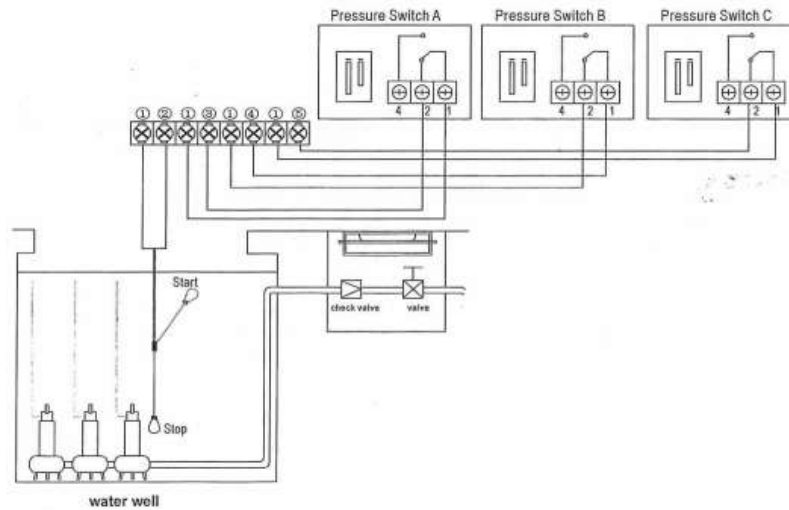 Pressure Switch A
Pressure Switch B
Pressure Switch C
4 2 1
4 2 1
4 2 1
① ② ① ③ ① ④ ① ⑤
Start
check valve
valve
Stop
water well